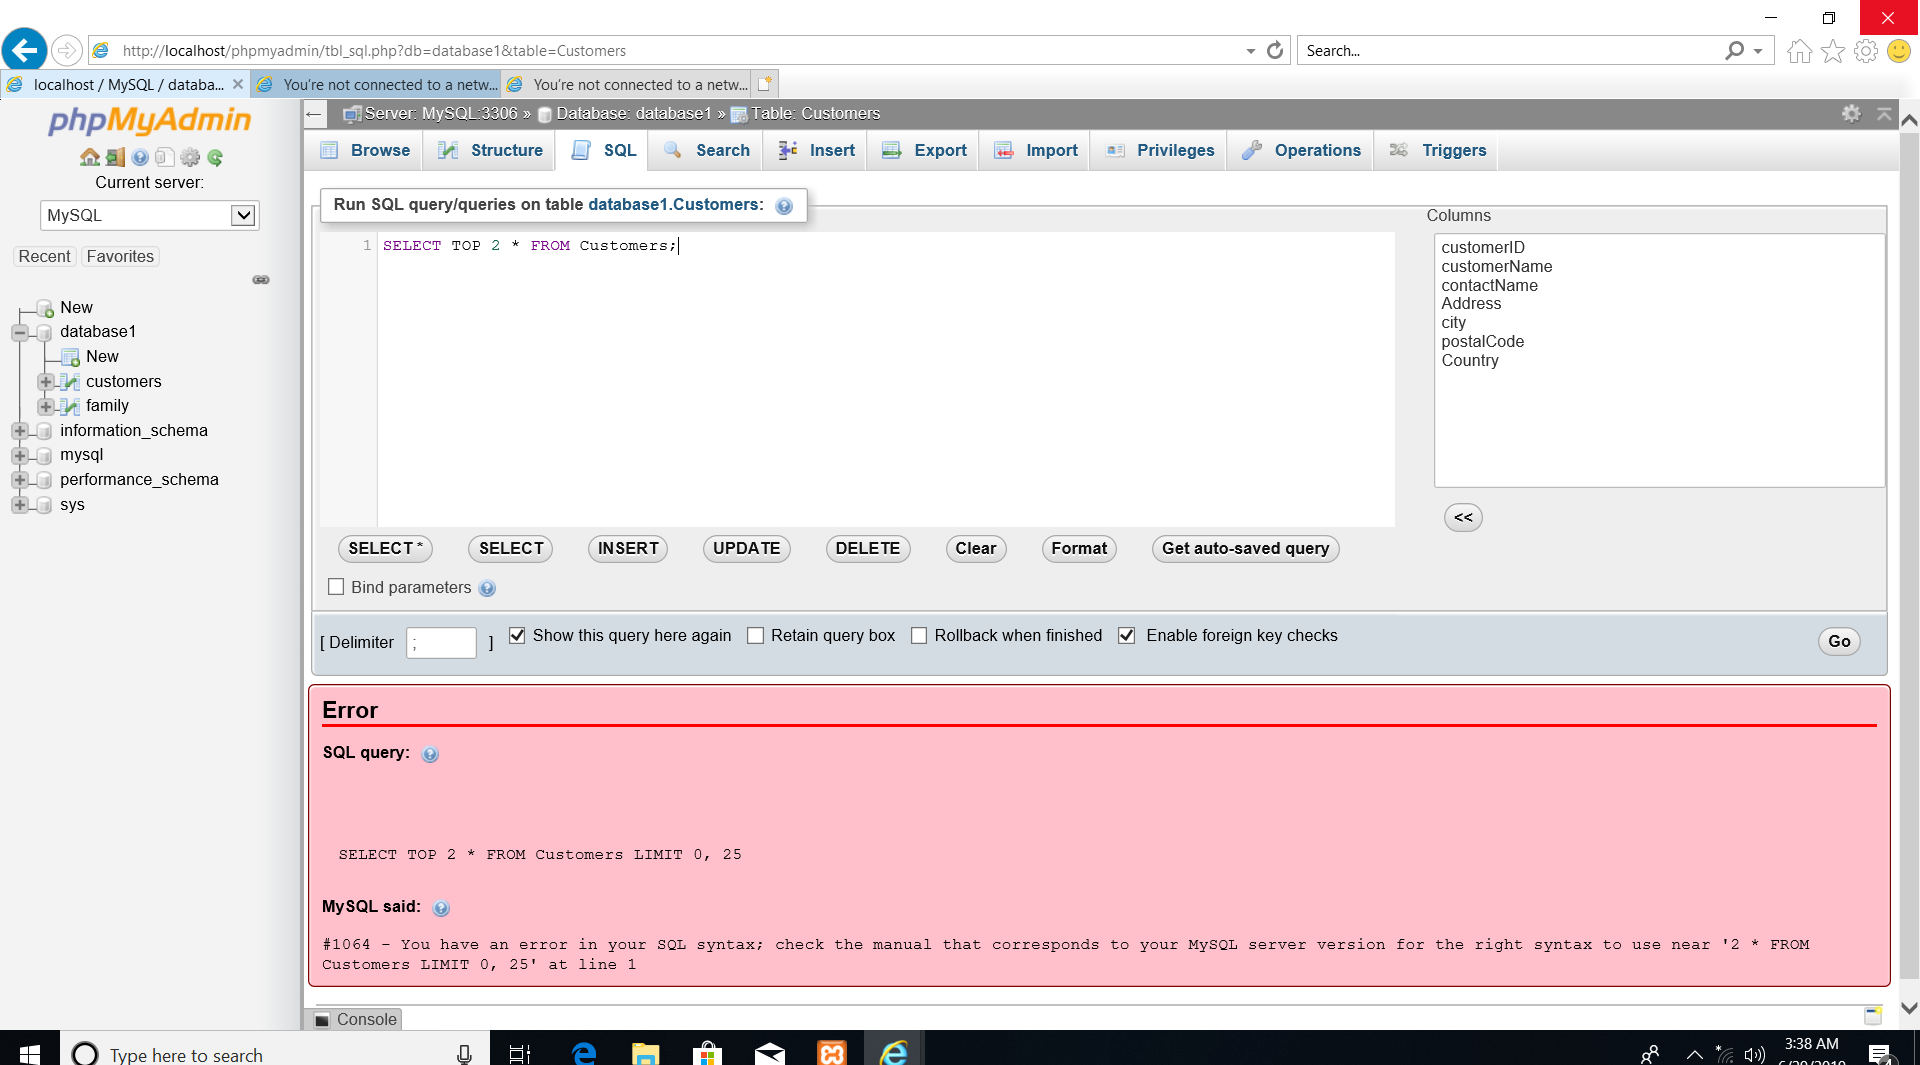 http://localhost/phpmyadmin/tbl_sql.php?db=database1&table=Customers
Search...
localhost / MySQL / databa...
You're not connected to a netw...
You're not connected to a netw...
phpMyAdmin
Current server:
MySQL
Recent
Favorites
New
database1
New
customers
family
information_schema
mysql
performance_schema
sys
Server: MySQL:3306 » Database: database1 » Table: Customers
Browse
Structure
SQL
Search
Insert
Export
Import
Privileges
Operations
Triggers
Run SQL query/queries on table database1.Customers:
1 SELECT TOP 2 * FROM Customers;
Columns
customerID
customerName
contactName
Address
city
postalCode
Country
<<
SELECT *
SELECT
INSERT
UPDATE
DELETE
Clear
Format
Get auto-saved query
Bind parameters
[ Delimiter ; ]
Show this query here again
Retain query box
Rollback when finished
Enable foreign key checks
Go
Error
SQL query:
SELECT TOP 2 * FROM Customers LIMIT 0, 25
MySQL said:
#1064 - You have an error in your SQL syntax; check the manual that corresponds to your MySQL server version for the right syntax to use near '2 * FROM
Customers LIMIT 0, 25' at line 1
Console
Type here to search
3:38 AM